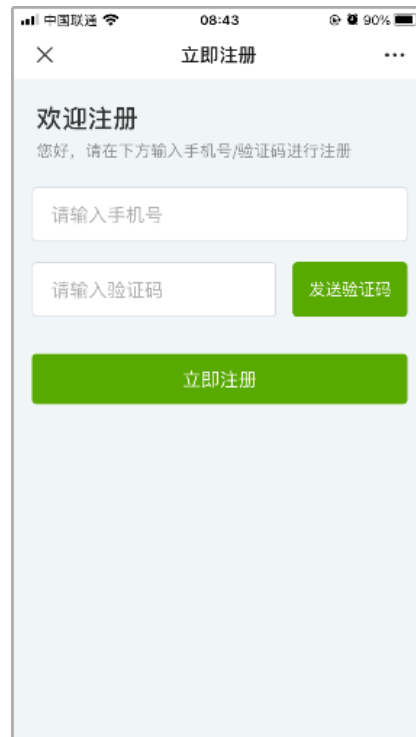 中国联通 08:43 90%
立即注册
欢迎注册
您好，请在下方输入手机号/验证码进行注册
请输入手机号
请输入验证码 发送验证码
立即注册